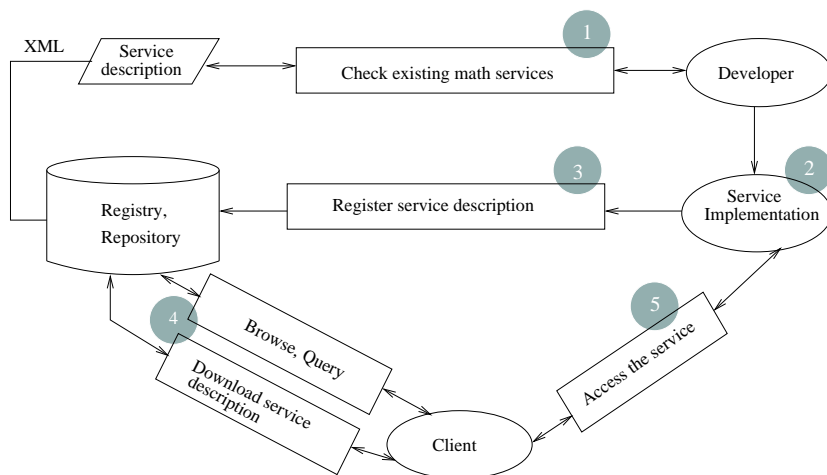 XML
Service
description
1
Check existing math services
Developer
2
Service
Implementation
3
Register service description
Registry,
Repository
4
Browse, Query
Download service
description
5
Access the service
Client